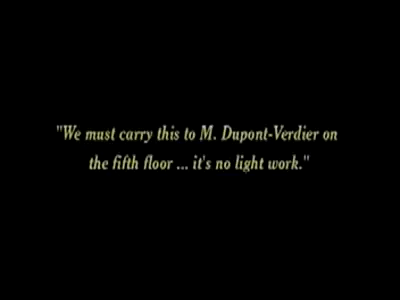 "We must carry this to M. Dupont-Verdier on
the fifth floor ... it's no light work."